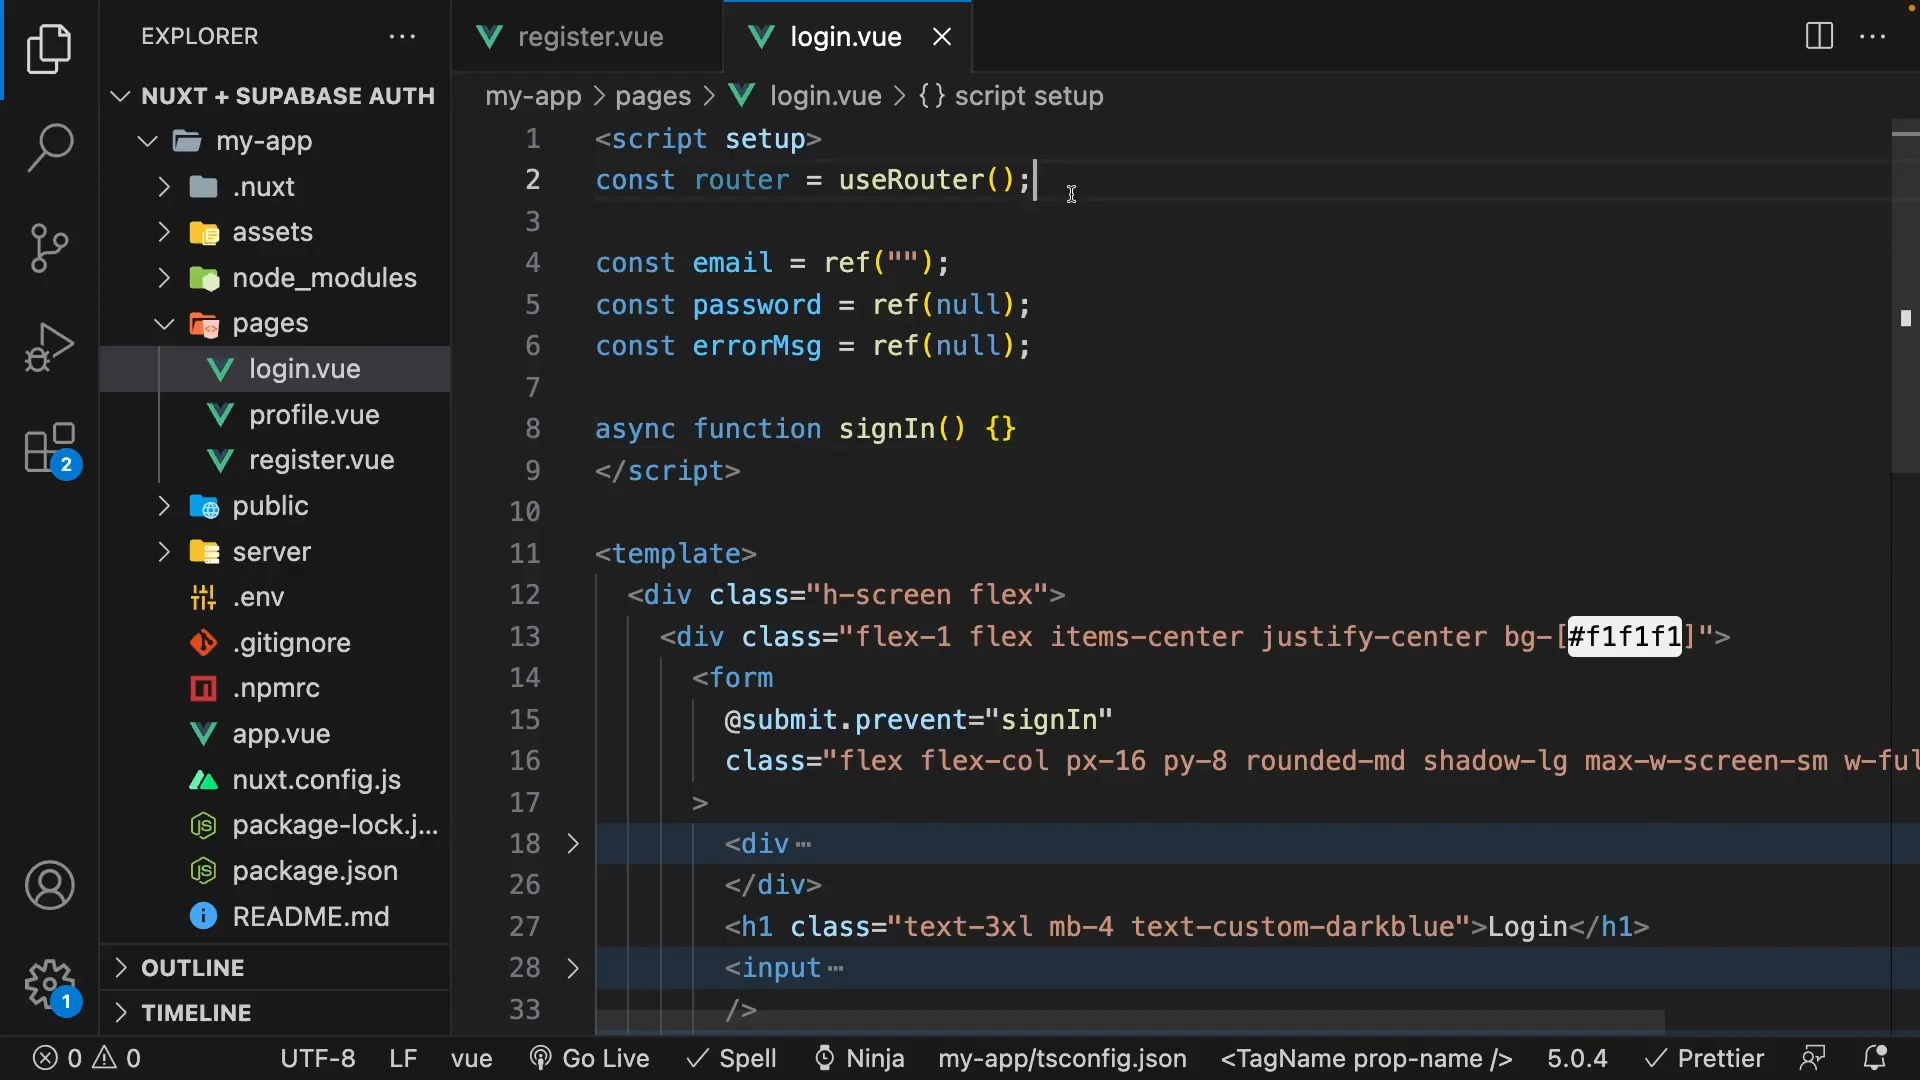 EXPLORER
NUXT + SUPABASE AUTH
my-app
.nuxt
assets
node_modules
pages
login.vue
profile.vue
register.vue
public
server
.env
.gitignore
.npmrc
app.vue
nuxt.config.js
package-lock.j...
package.json
README.md
OUTLINE
TIMELINE
2
1
register.vue
login.vue
my-app > pages > login.vue > {} script setup
1 <script setup>
2 const router = useRouter();
3
4 const email = ref("");
5 const password = ref(null);
6 const errorMsg = ref(null);
7
8 async function signIn() {}
9 </script>
10
11 <template>
12 <div class="h-screen flex">
13 <div class="flex-1 flex items-center justify-center bg-[#f1f1f1]">
14 <form
15 @submit.prevent="signIn"
16 class="flex flex-col px-16 py-8 rounded-md shadow-lg max-w-screen-sm w-ful
17 >
18 <div⋯
26 </div>
27 <h1 class="text-3xl mb-4 text-custom-darkblue">Login</h1>
28 <input⋯
33 />
0 0 UTF-8 LF vue Go Live Spell Ninja my-app/tsconfig.json <TagName prop-name /> 5.0.4 Prettier